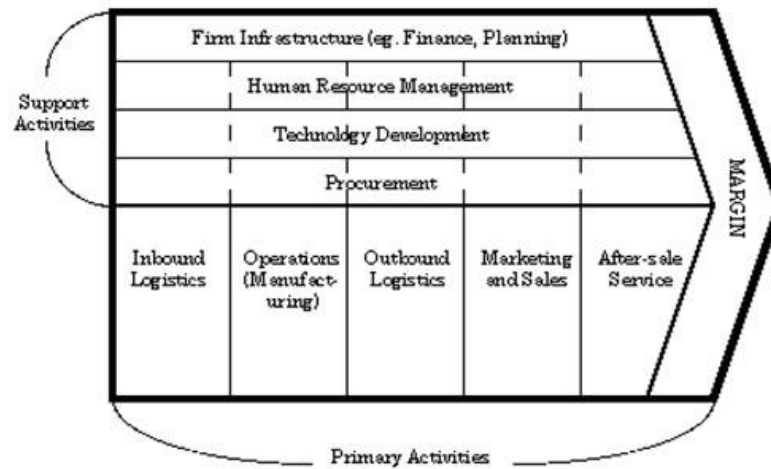 Firm Infrastructure (eg. Finance, Planning)
Human Resource Management
Support
Activities
Technology Development
Procurement
MARGIN
Inbound
Logistics
Operations
(Manufact-
uring)
Outbound
Logistics
Marketing
and Sales
After-sale
Service
Primary Activities